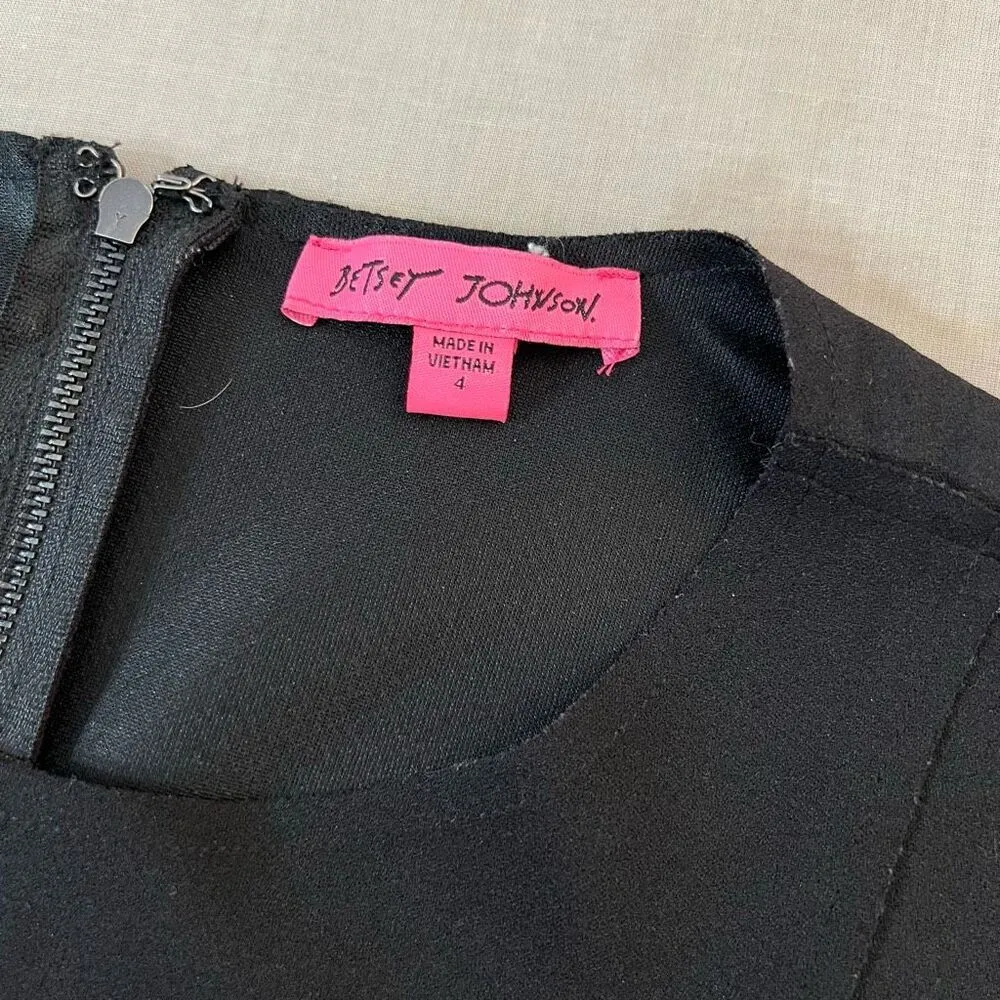 BETSEY JOHNSON.
MADE IN
VIETNAM
4
Y